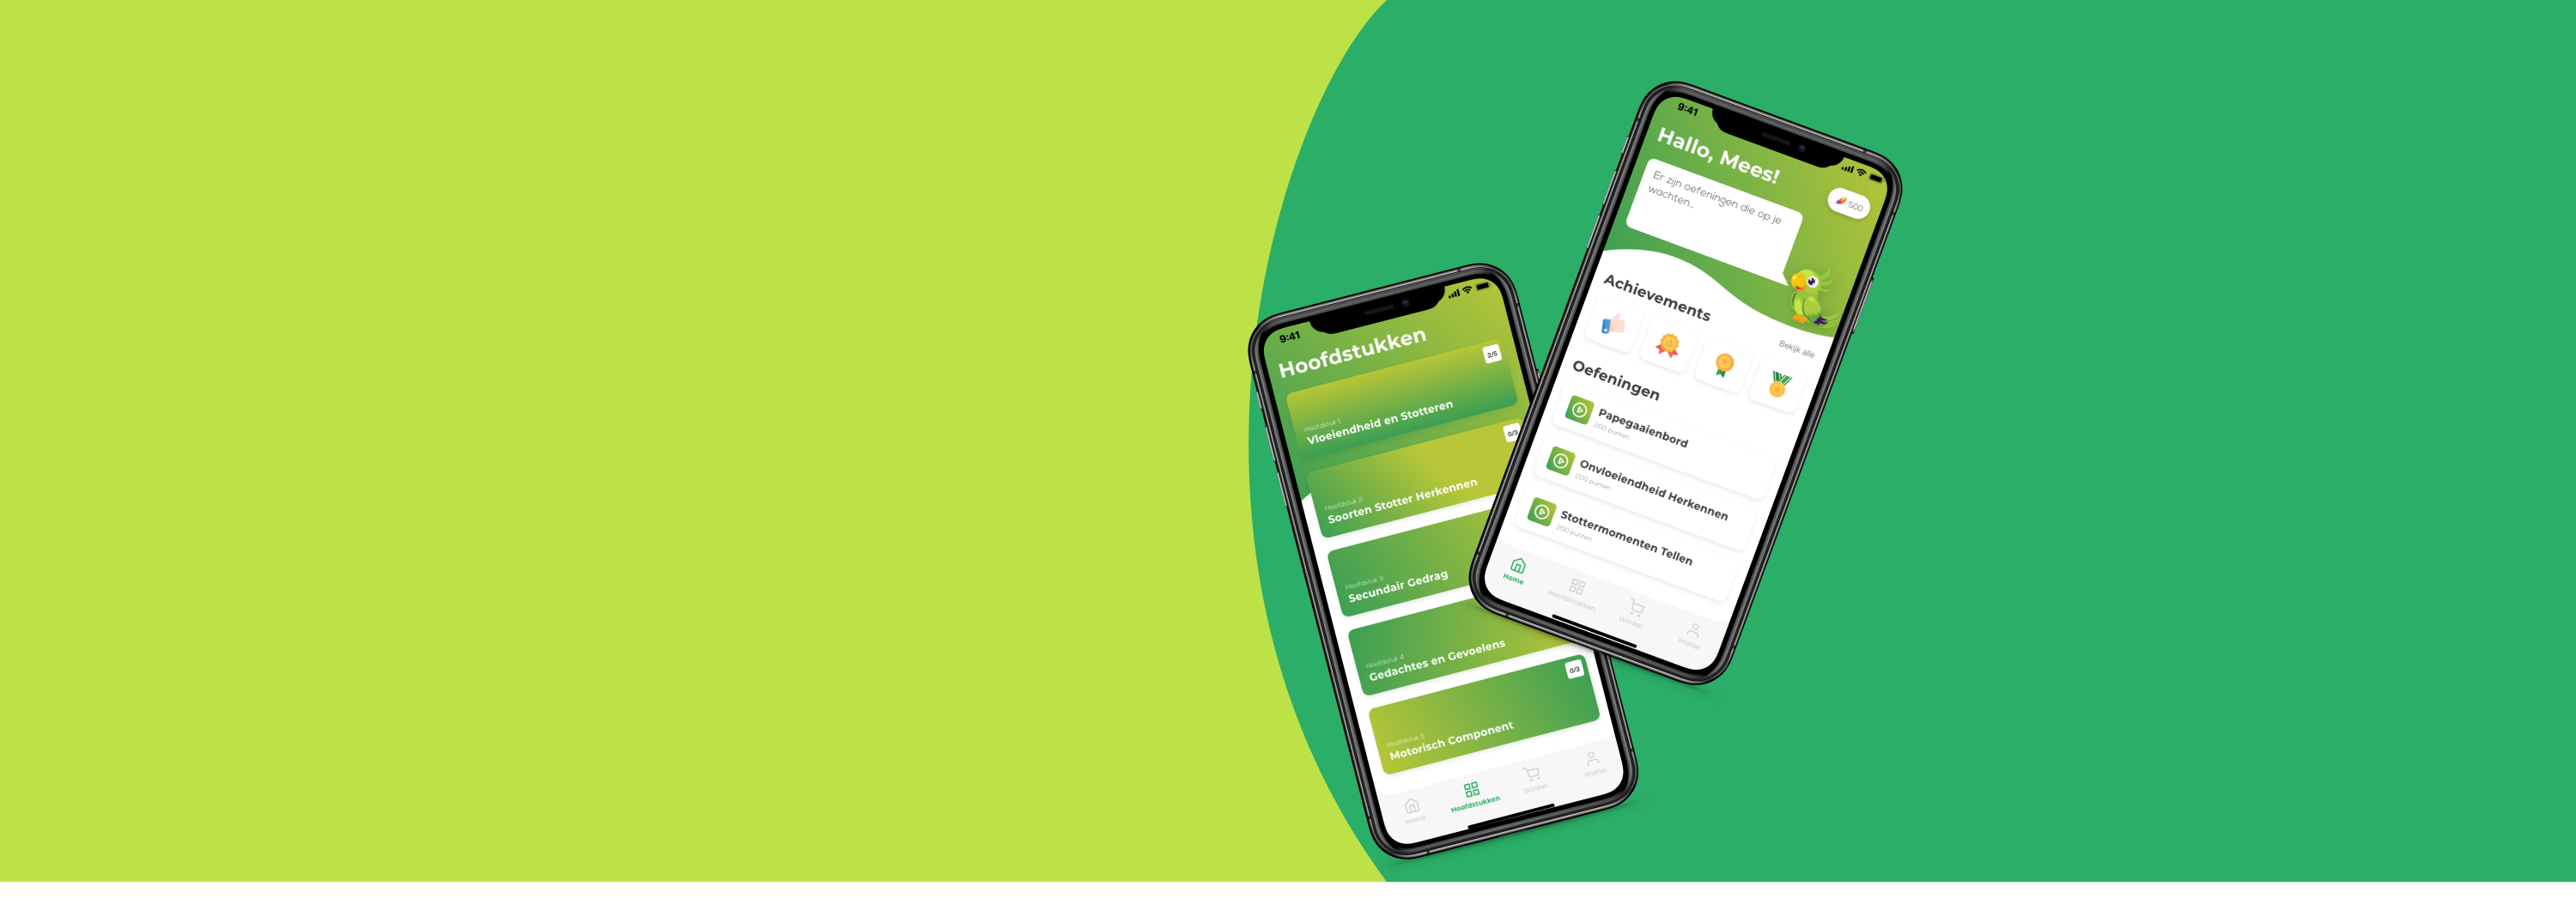 9:41
Hoofdstukken
2/5
Hoofdstuk 1
Vloeiendheid en Stotteren
0/3
Hoofdstuk 2
Soorten Stotter Herkennen
Hoofdstuk 3
Secundair Gedrag
Hoofdstuk 4
Gedachtes en Gevoelens
0/3
Hoofdstuk 5
Motorisch Component
Home
Hoofdstukken
Winkel
Profiel
9:41
Hallo, Mees!
500
Er zijn oefeningen die op je
wachten...
Achievements
Bekijk alle
Oefeningen
Papegaaienbord
200 punten
Onvloeiendheid Herkennen
200 punten
Stottermomenten Tellen
200 punten
Home
Hoofdstukken
Winkel
Profiel